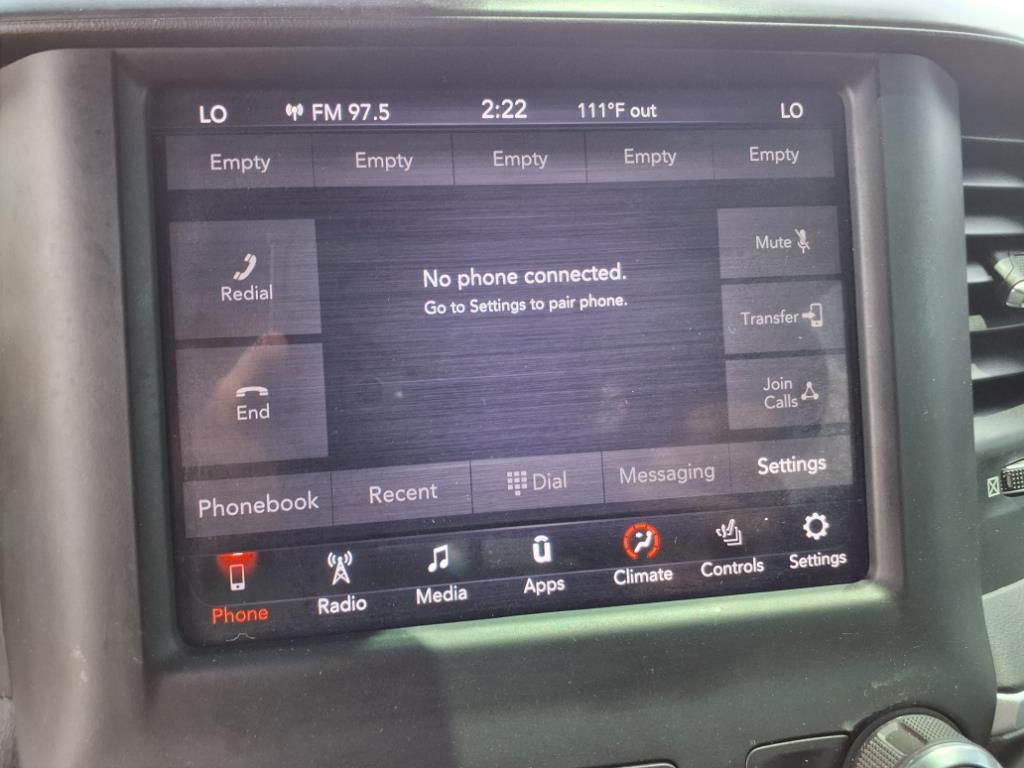 LO FM 97.5 2:22 111°F out LO
Empty Empty Empty Empty Empty
Redial
No phone connected.
Go to Settings to pair phone.
End
Mute
Transfer
Join
Calls
Phonebook Recent Dial Messaging Settings
Phone Radio Media Apps Climate Controls Settings